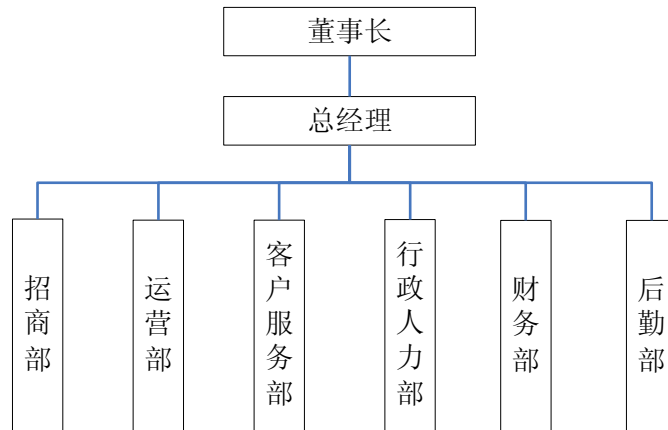 董事长
总经理
招商部
运营部
客户服务部
行政人力部
财务部
后勤部